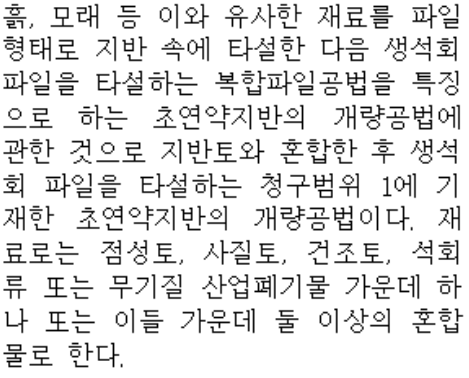 흙, 모래 등 이와 유사한 재료를 파일
형태로 지반 속에 타설한 다음 생석회
파일을 타설하는 복합파일공법을 특징
으로 하는 초연약지반의 개량공법에
관한 것으로 지반토와 혼합한 후 생석
회 파일을 타설하는 청구범위 1에 기
재한 초연약지반의 개량공법이다. 재
료로는 점성토, 사질토, 건조토, 석회
류 또는 무기질 산업폐기물 가운데 하
나 또는 이들 가운데 둘 이상의 혼합
물로 한다.